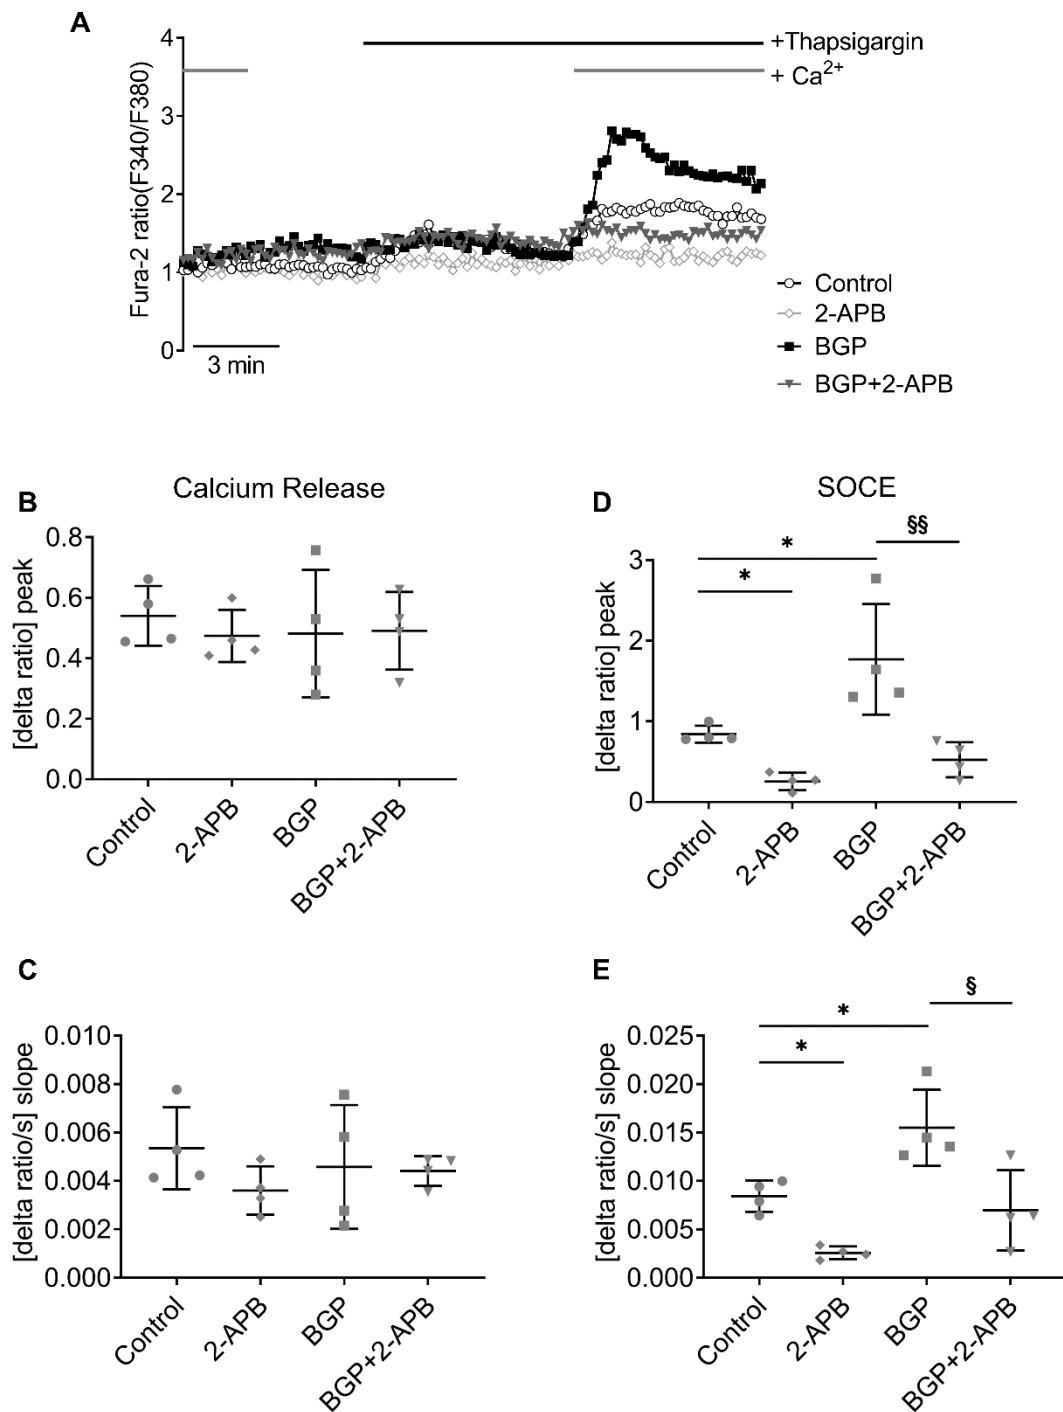 A
Fura-2 ratio(F340/F380)
4
3
2
1
0
+Thapsigargin
+ Ca²⁺
3 min
Control
2-APB
BGP
BGP+2-APB
B
Calcium Release
[delta ratio] peak
0.8
0.6
0.4
0.2
0.0
Control
2-APB
BGP
BGP+2-APB
D
SOCE
[delta ratio] peak
3
2
1
0
*
*
§§
Control
2-APB
BGP
BGP+2-APB
C
[delta ratio/s] slope
0.010
0.008
0.006
0.004
0.002
0.000
Control
2-APB
BGP
BGP+2-APB
E
[delta ratio/s] slope
0.025
0.020
0.015
0.010
0.005
0.000
*
*
§
Control
2-APB
BGP
BGP+2-APB